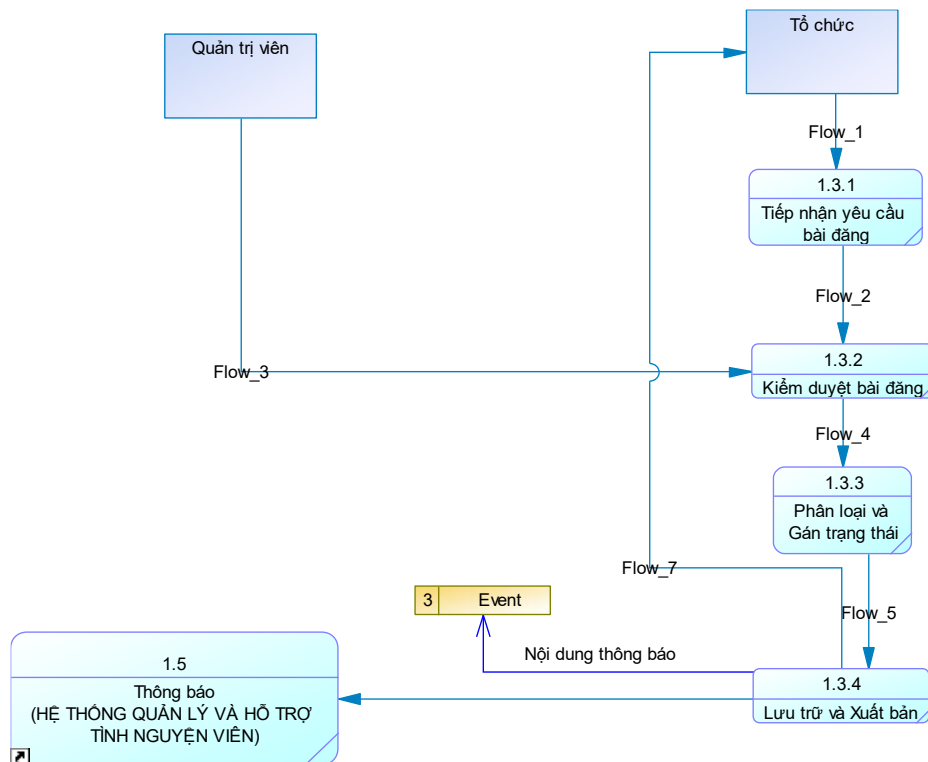 Quản trị viên
Tổ chức
Flow_1
1.3.1
Tiếp nhận yêu cầu
bài đăng
Flow_2
1.3.2
Kiểm duyệt bài đăng
Flow_3
Flow_4
1.3.3
Phân loại và
Gán trạng thái
Flow_7
3
Event
Flow_5
Nội dung thông báo
1.3.4
Lưu trữ và Xuất bản
1.5
Thông báo
(HỆ THỐNG QUẢN LÝ VÀ HỖ TRỢ
TÌNH NGUYỆN VIÊN)